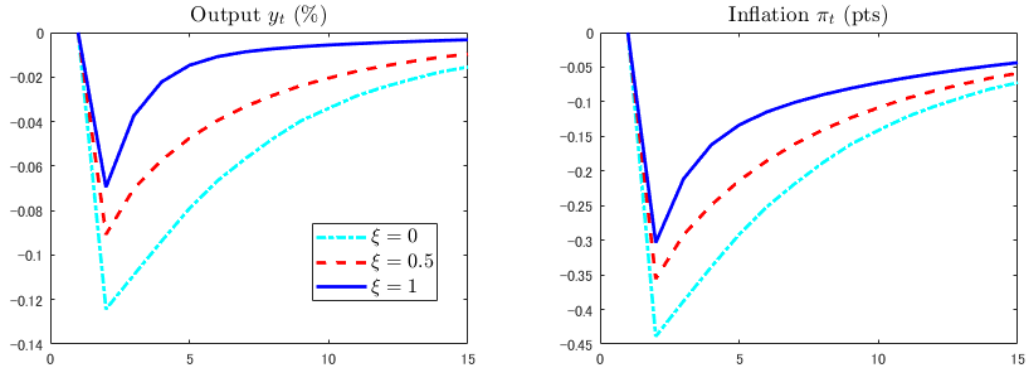 Output y_t (%)
0
−0.02
−0.04
−0.06
−0.08
−0.1
−0.12
−0.14
0 5 10 15
ξ = 0
ξ = 0.5
ξ = 1
Inflation π_t (pts)
0
−0.05
−0.1
−0.15
−0.2
−0.25
−0.3
−0.35
−0.4
−0.45
0 5 10 15